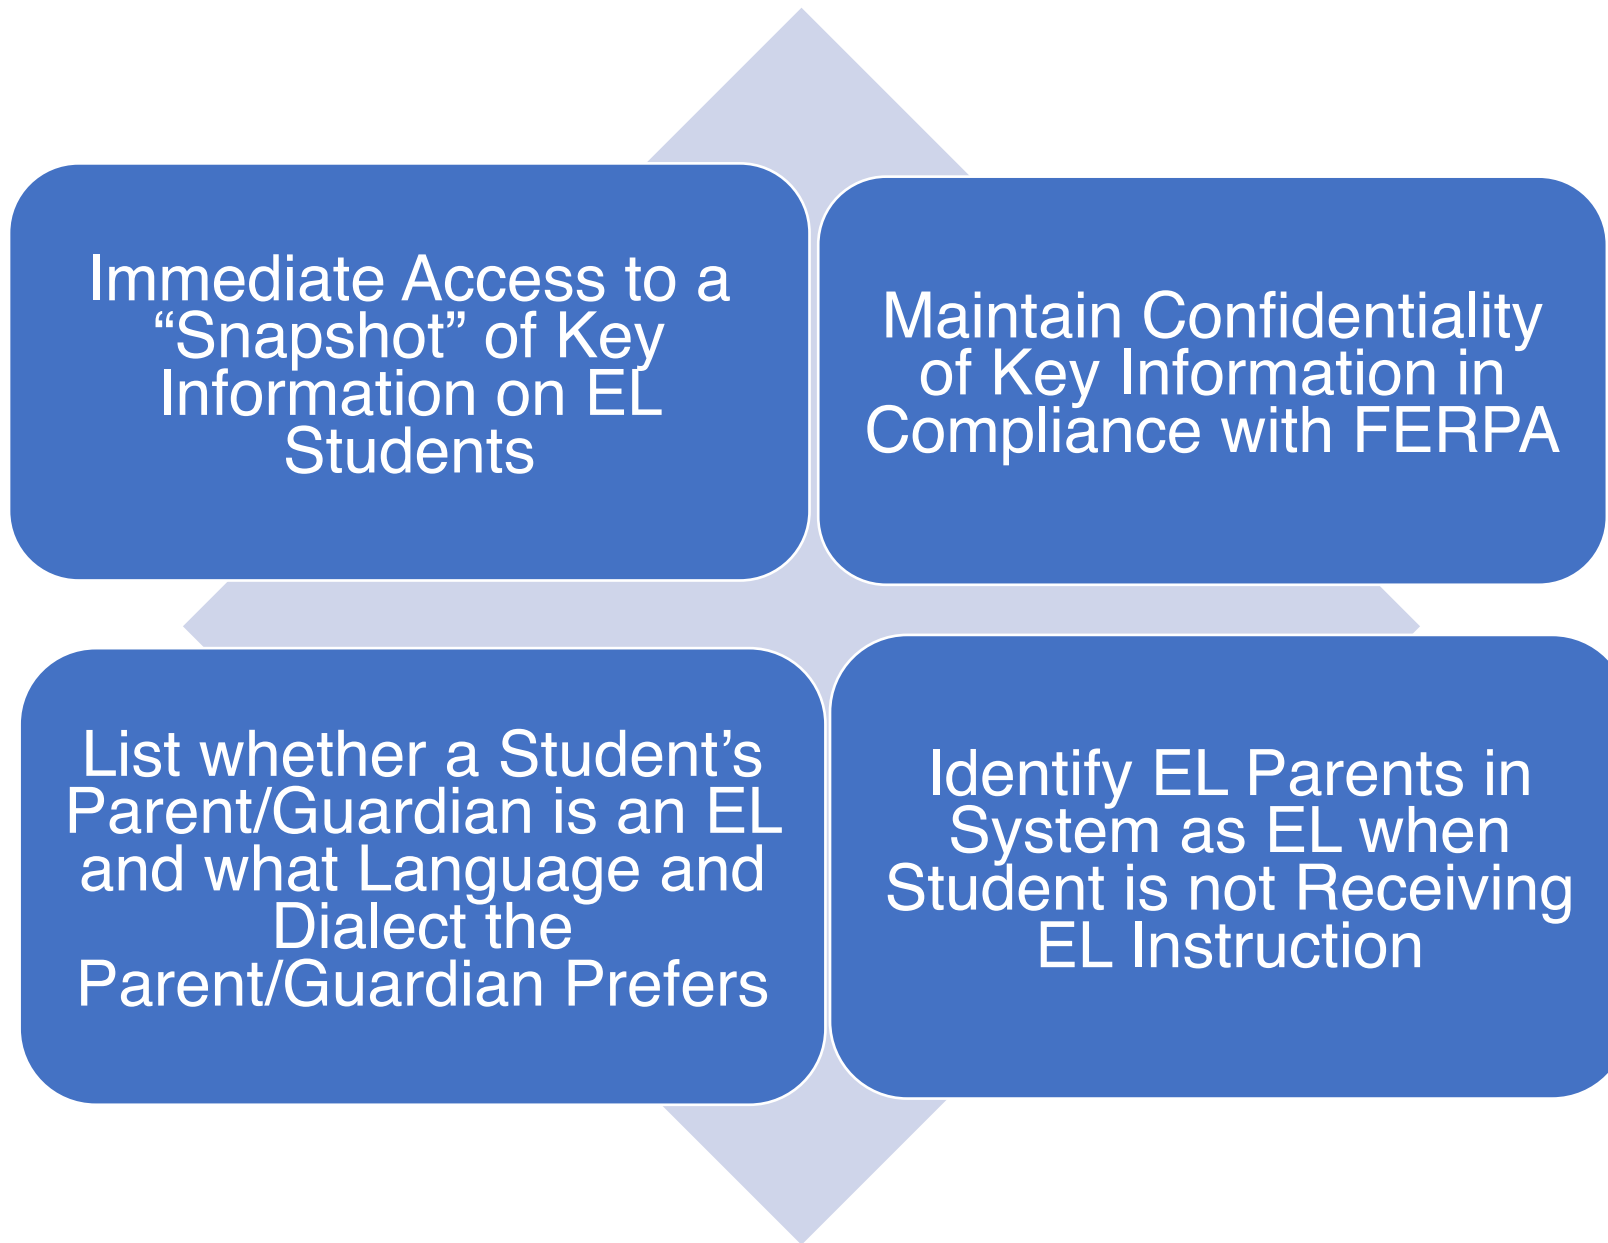 Immediate Access to a
“Snapshot” of Key
Information on EL
Students
Maintain Confidentiality
of Key Information in
Compliance with FERPA
List whether a Student’s
Parent/Guardian is an EL
and what Language and
Dialect the
Parent/Guardian Prefers
Identify EL Parents in
System as EL when
Student is not Receiving
EL Instruction